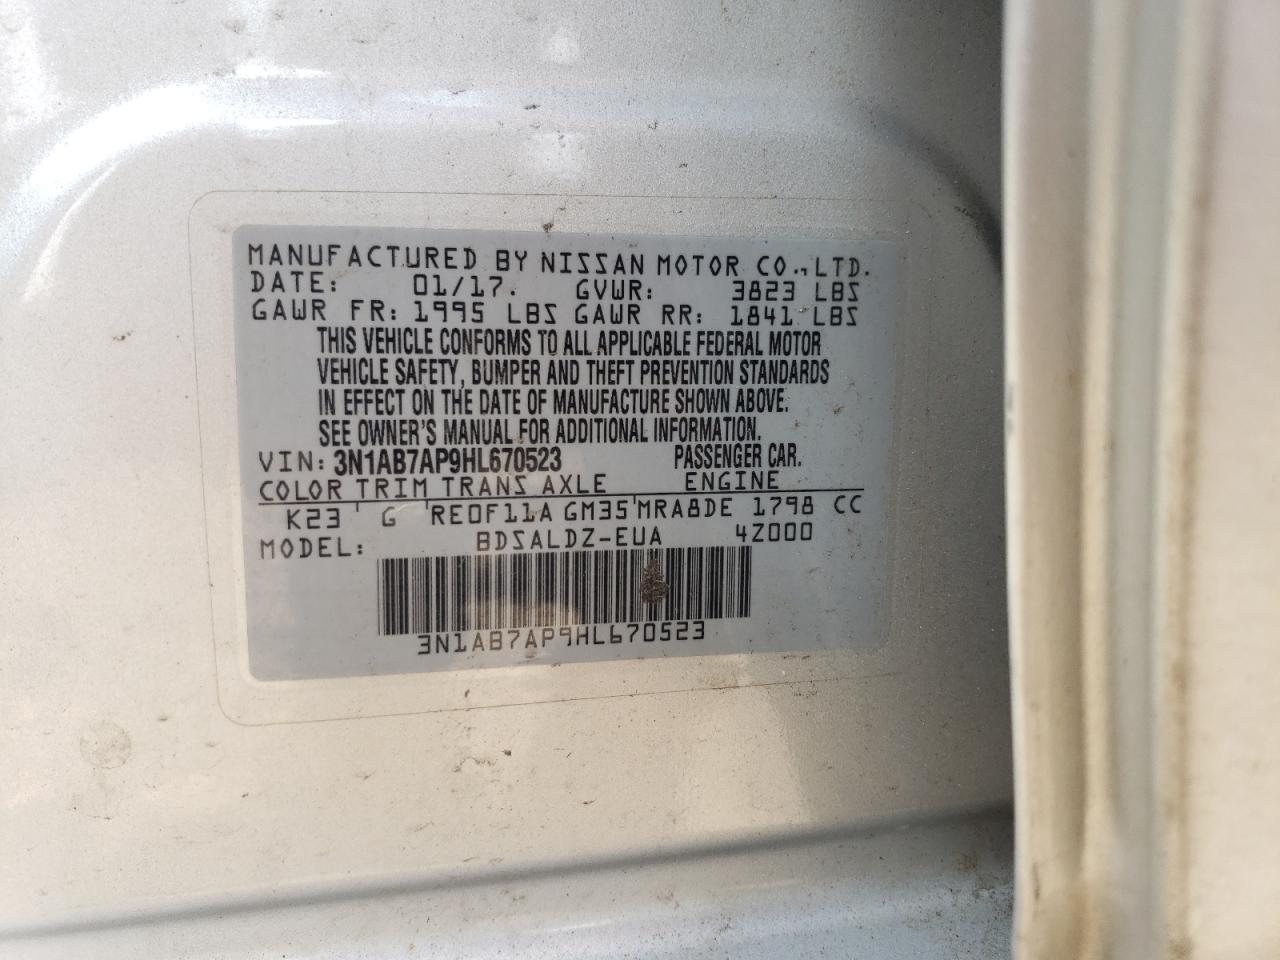 MANUFACTURED BY NISSAN MOTOR CO., LTD.
DATE: 01/17. GVWR: 3823 LBS
GAWR FR: 1995 LBS GAWR RR: 1841 LBS
THIS VEHICLE CONFORMS TO ALL APPLICABLE FEDERAL MOTOR
VEHICLE SAFETY, BUMPER AND THEFT PREVENTION STANDARDS
IN EFFECT ON THE DATE OF MANUFACTURE SHOWN ABOVE.
SEE OWNER'S MANUAL FOR ADDITIONAL INFORMATION.
VIN: 3N1AB7AP9HL670523 PASSENGER CAR.
COLOR TRIM TRANS AXLE ENGINE
K23 G RE0F11A GM35 MRA8DE 1798 CC
MODEL: BDSALDZ-EUA 4Z000
3N1AB7AP9HL670523